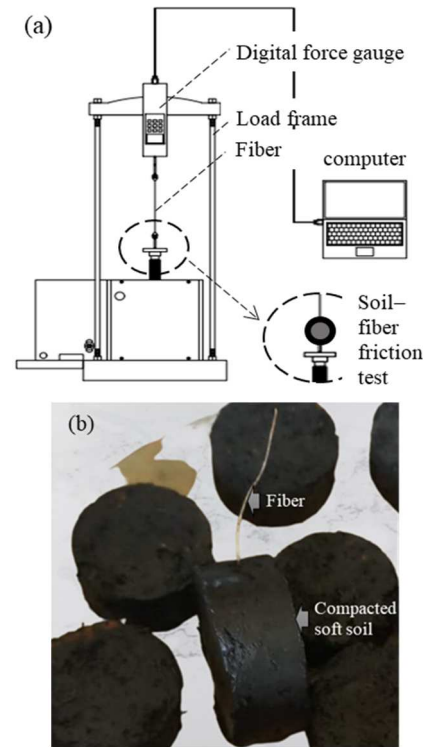 (a)
Digital force gauge
Load frame
Fiber
computer
Soil–
fiber
friction
test
(b)
Fiber
Compacted
soft soil